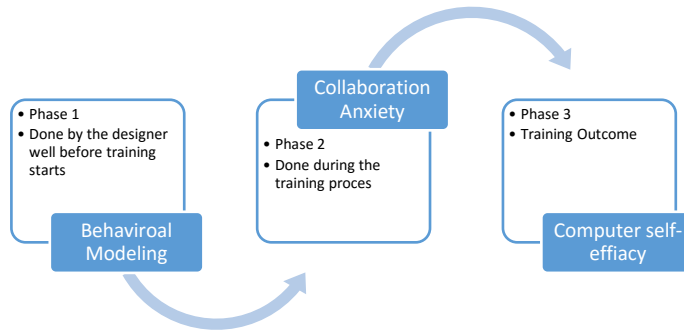 • Phase 1
• Done by the designer
well before training
starts
Behaviroal
Modeling
Collaboration
Anxiety
• Phase 2
• Done during the
training proces
• Phase 3
• Training Outcome
Computer self-
effiacy